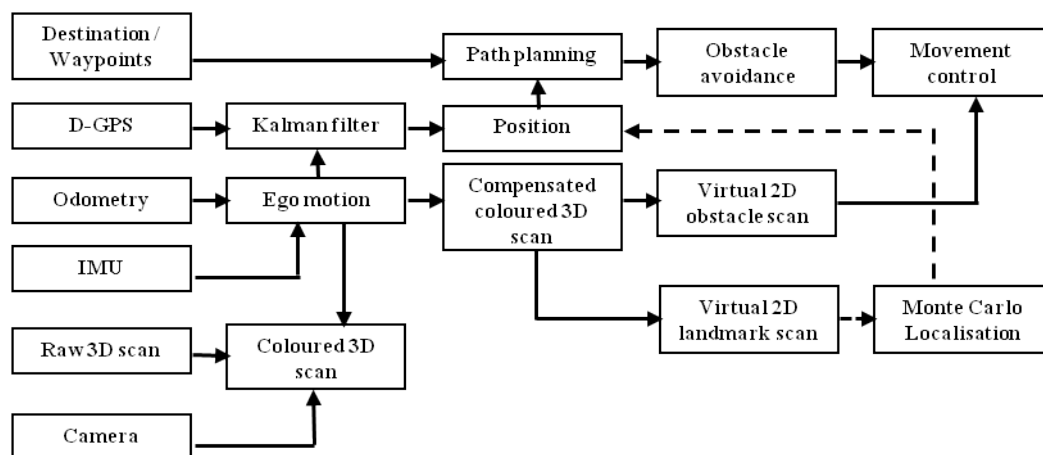 Destination /
Waypoints
Path planning
Obstacle
avoidance
Movement
control
D-GPS
Kalman filter
Position
Odometry
Ego motion
Compensated
coloured 3D
scan
Virtual 2D
obstacle scan
IMU
Virtual 2D
landmark scan
Monte Carlo
Localisation
Raw 3D scan
Coloured 3D
scan
Camera